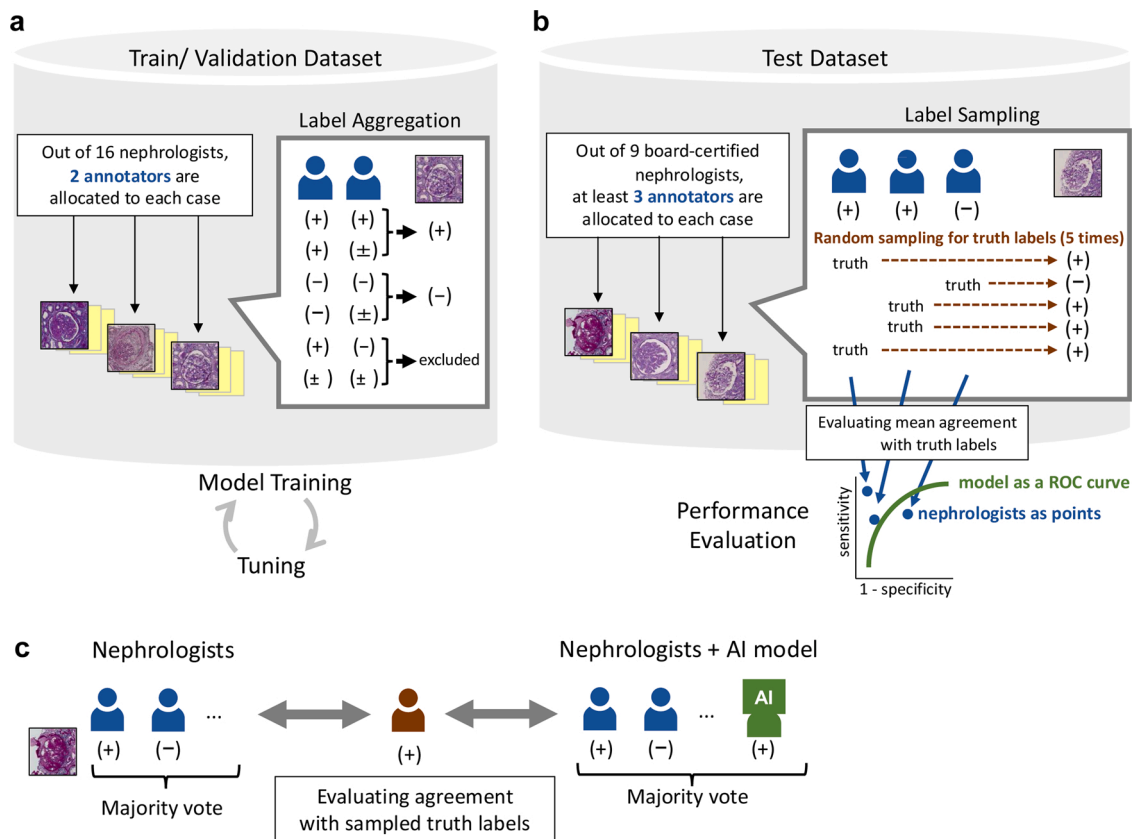 a
Train/ Validation Dataset
Label Aggregation
Out of 16 nephrologists,
2 annotators are
allocated to each case
(+) (+)
(+) (±)
(+)
(−) (−)
(−) (±)
(−)
(+) (−)
(±) (±)
excluded
Model Training
Tuning
b
Test Dataset
Label Sampling
Out of 9 board-certified
nephrologists,
at least 3 annotators are
allocated to each case
(+) (+) (−)
Random sampling for truth labels (5 times)
truth (+)
truth (−)
truth (+)
truth (+)
truth (+)
Evaluating mean agreement
with truth labels
Performance
Evaluation
sensitivity
model as a ROC curve
nephrologists as points
1 - specificity
c
Nephrologists
...
(+) (−)
Majority vote
(+)
Evaluating agreement
with sampled truth labels
Nephrologists + AI model
...
AI
(+) (−) (+)
Majority vote